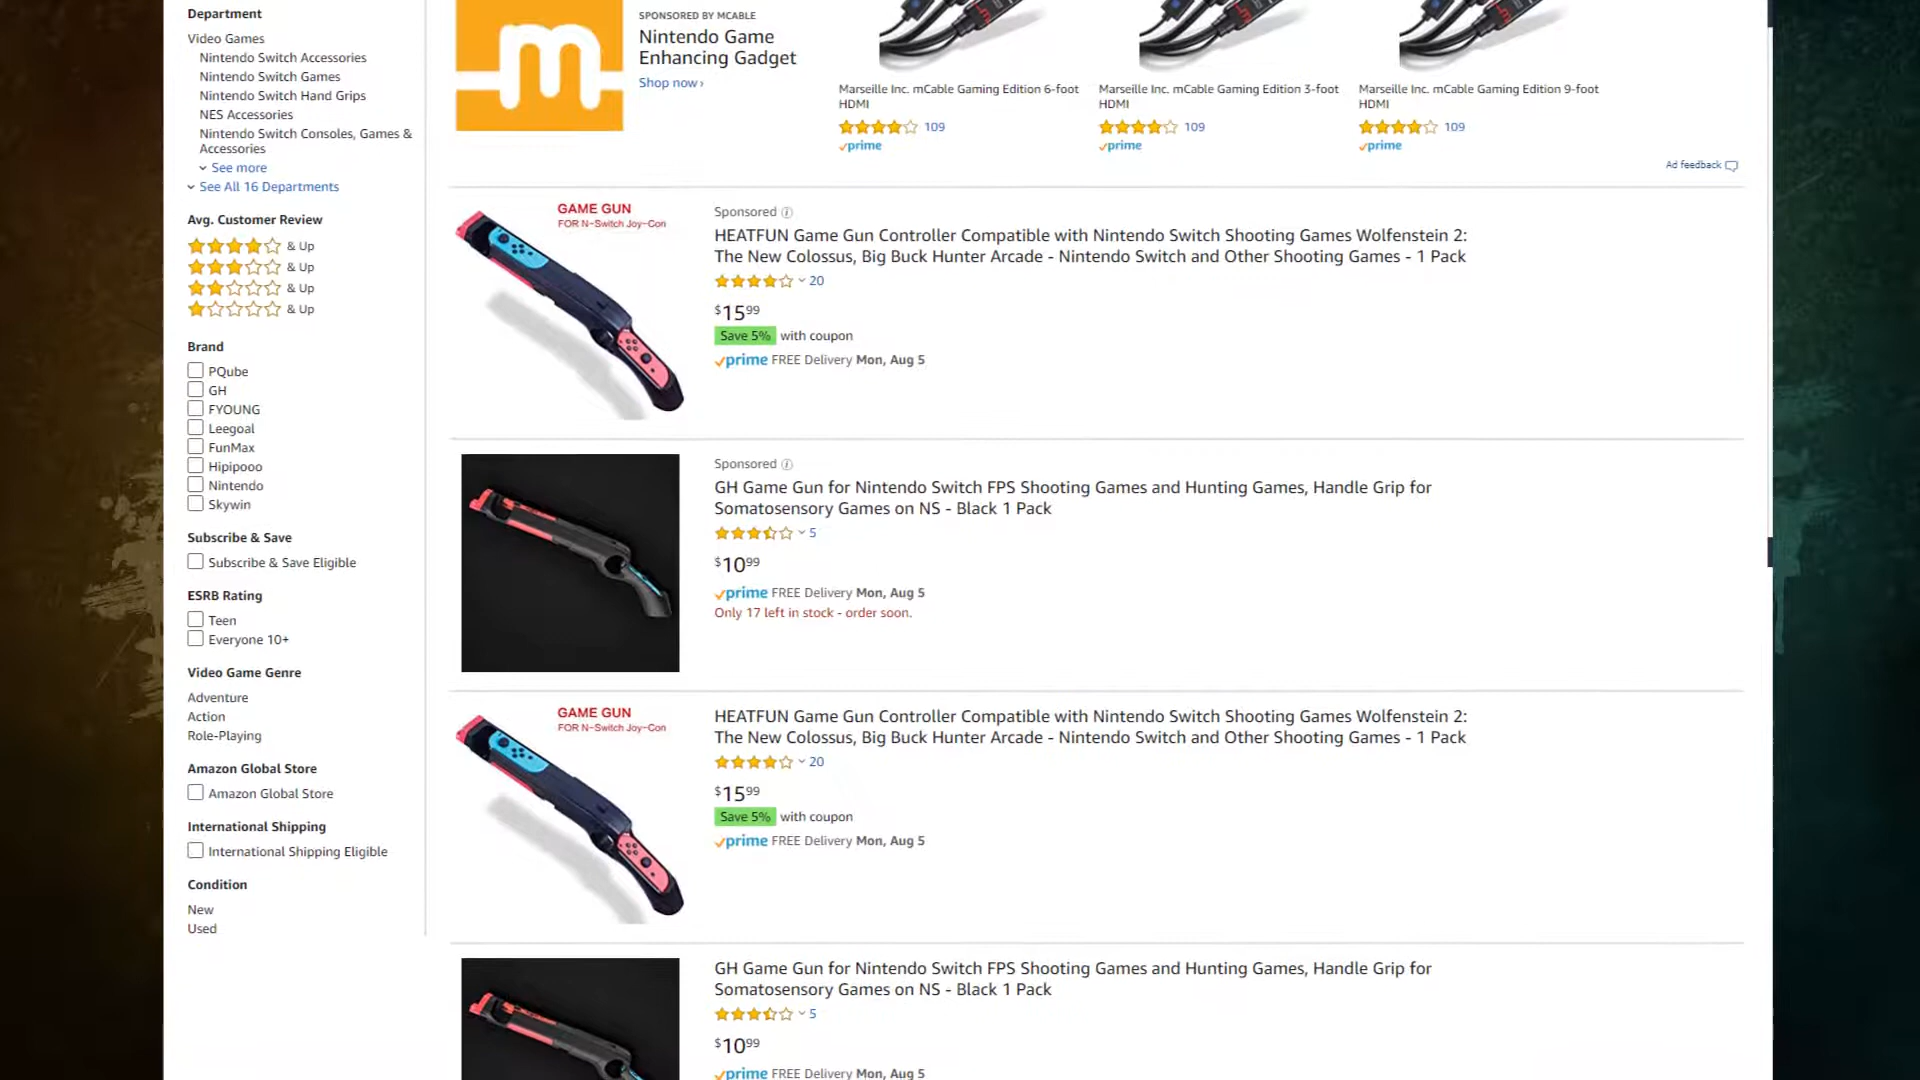 Department
Video Games
Nintendo Switch Accessories
Nintendo Switch Games
Nintendo Switch Hand Grips
NES Accessories
Nintendo Switch Consoles, Games &
Accessories
See more
See All 16 Departments
Avg. Customer Review
& Up
& Up
& Up
& Up
Brand
PQube
GH
FYOUNG
Leegoal
FunMax
Hipipooo
Nintendo
Skywin
Subscribe & Save
Subscribe & Save Eligible
ESRB Rating
Teen
Everyone 10+
Video Game Genre
Adventure
Action
Role-Playing
Amazon Global Store
Amazon Global Store
International Shipping
International Shipping Eligible
Condition
New
Used
m
SPONSORED BY MCABLE
Nintendo Game
Enhancing Gadget
Shop now ›
Marseille Inc. mCable Gaming Edition 6-foot
HDMI
109
prime
Marseille Inc. mCable Gaming Edition 3-foot
HDMI
109
prime
Marseille Inc. mCable Gaming Edition 9-foot
HDMI
109
prime
Ad feedback
GAME GUN
FOR N-Switch Joy-Con
Sponsored
HEATFUN Game Gun Controller Compatible with Nintendo Switch Shooting Games Wolfenstein 2:
The New Colossus, Big Buck Hunter Arcade - Nintendo Switch and Other Shooting Games - 1 Pack
20
$15 99
Save 5% with coupon
prime FREE Delivery Mon, Aug 5
Sponsored
GH Game Gun for Nintendo Switch FPS Shooting Games and Hunting Games, Handle Grip for
Somatosensory Games on NS - Black 1 Pack
5
$10 99
prime FREE Delivery Mon, Aug 5
Only 17 left in stock - order soon.
GAME GUN
FOR N-Switch Joy-Con
HEATFUN Game Gun Controller Compatible with Nintendo Switch Shooting Games Wolfenstein 2:
The New Colossus, Big Buck Hunter Arcade - Nintendo Switch and Other Shooting Games - 1 Pack
20
$15 99
Save 5% with coupon
prime FREE Delivery Mon, Aug 5
GH Game Gun for Nintendo Switch FPS Shooting Games and Hunting Games, Handle Grip for
Somatosensory Games on NS - Black 1 Pack
5
$10 99
prime FREE Delivery Mon, Aug 5